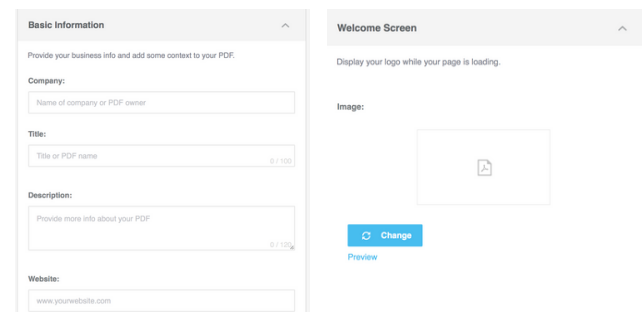 Basic Information
Provide your business info and add some context to your PDF.
Company:
Name of company or PDF owner
Title:
Title or PDF name
0 / 100
Description:
Provide more info about your PDF
0 / 120
Website:
www.yourwebsite.com
Welcome Screen
Display your logo while your page is loading.
Image:
Change
Preview